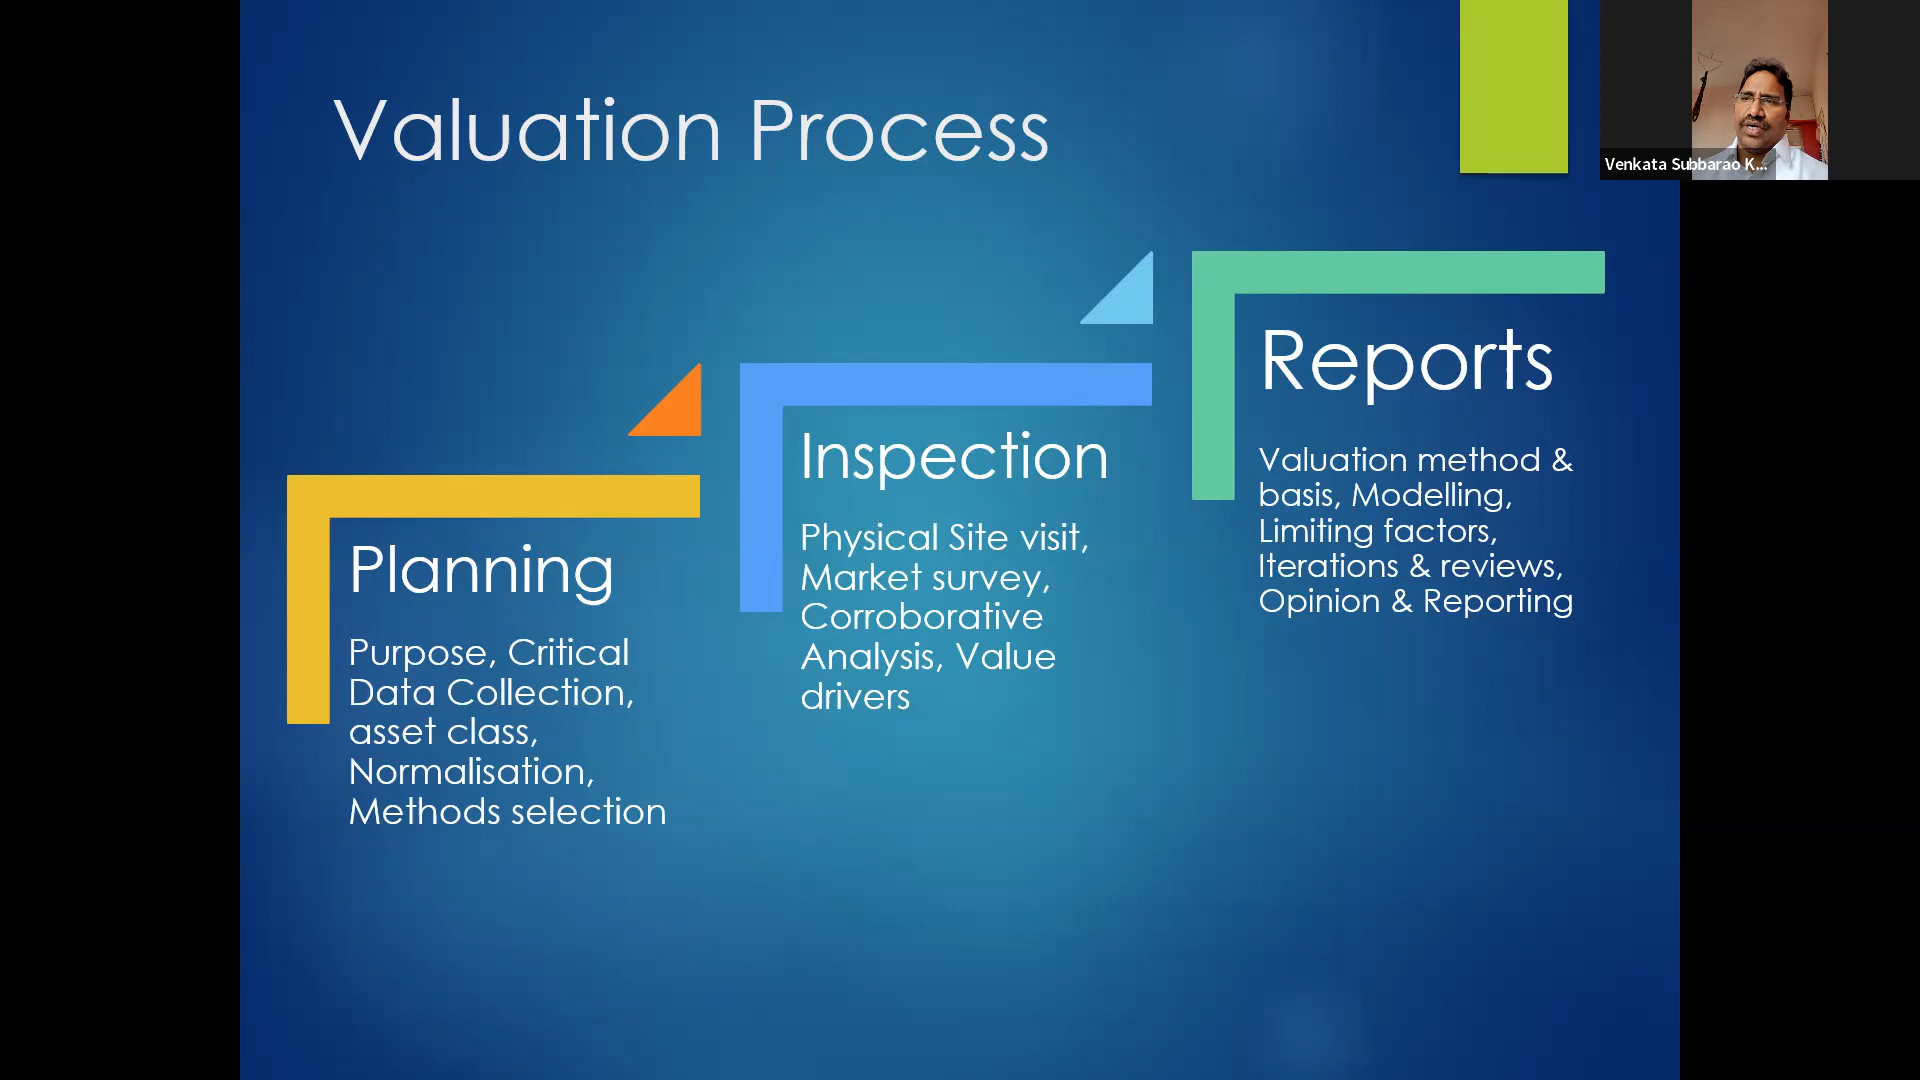 Valuation Process
Venkata Subbarao K...
Planning
Purpose, Critical
Data Collection,
asset class,
Normalisation,
Methods selection
Inspection
Physical Site visit,
Market survey,
Corroborative
Analysis, Value
drivers
Reports
Valuation method &
basis, Modelling,
Limiting factors,
Iterations & reviews,
Opinion & Reporting